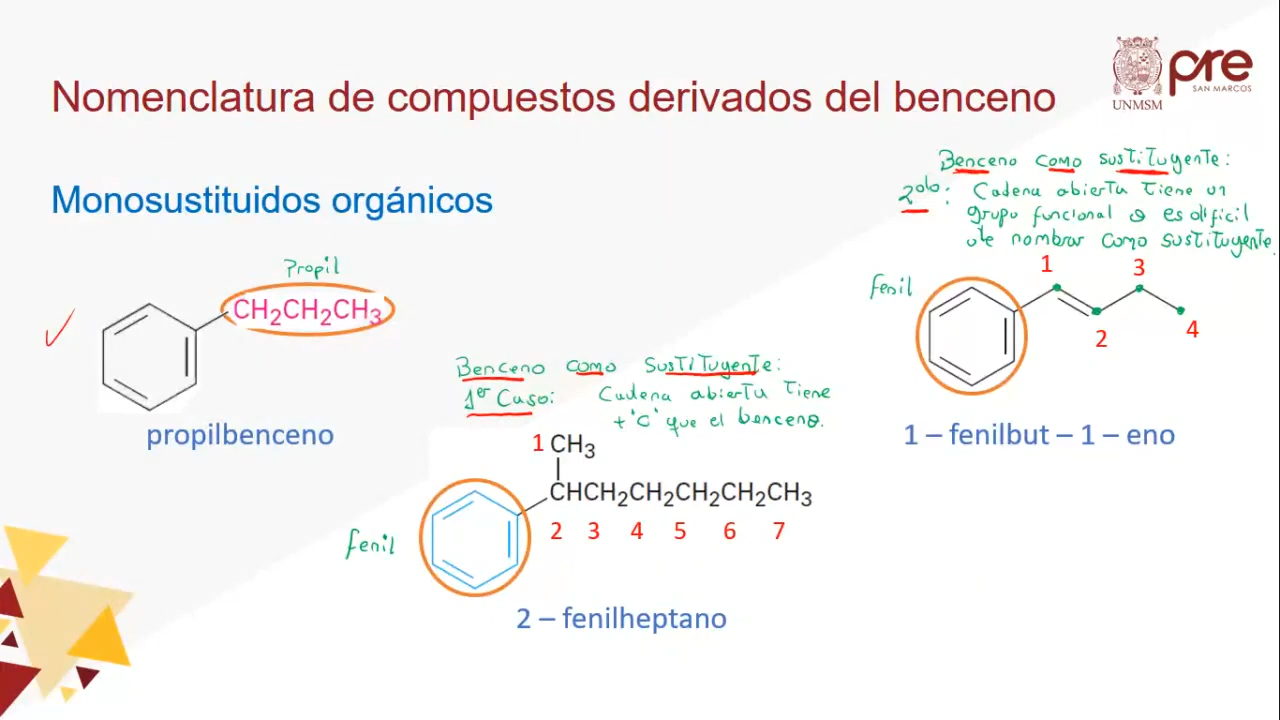 Nomenclatura de compuestos derivados del benceno
UNMSM
pre
SAN MARCOS
Monosustituidos orgánicos
Propil
CH2CH2CH3
propilbenceno
Benceno como sustituyente:
1er Caso: Cadena abierta tiene
+ "C" que el benceno.
1 CH3
CHCH2CH2CH2CH2CH3
2 3 4 5 6 7
fenil
2 – fenilheptano
Benceno como sustituyente:
2do: Cadena abierta tiene un
grupo funcional o es dificil
de nombrar como sustituyente.
fenil
1 3
2 4
1 – fenilbut – 1 – eno